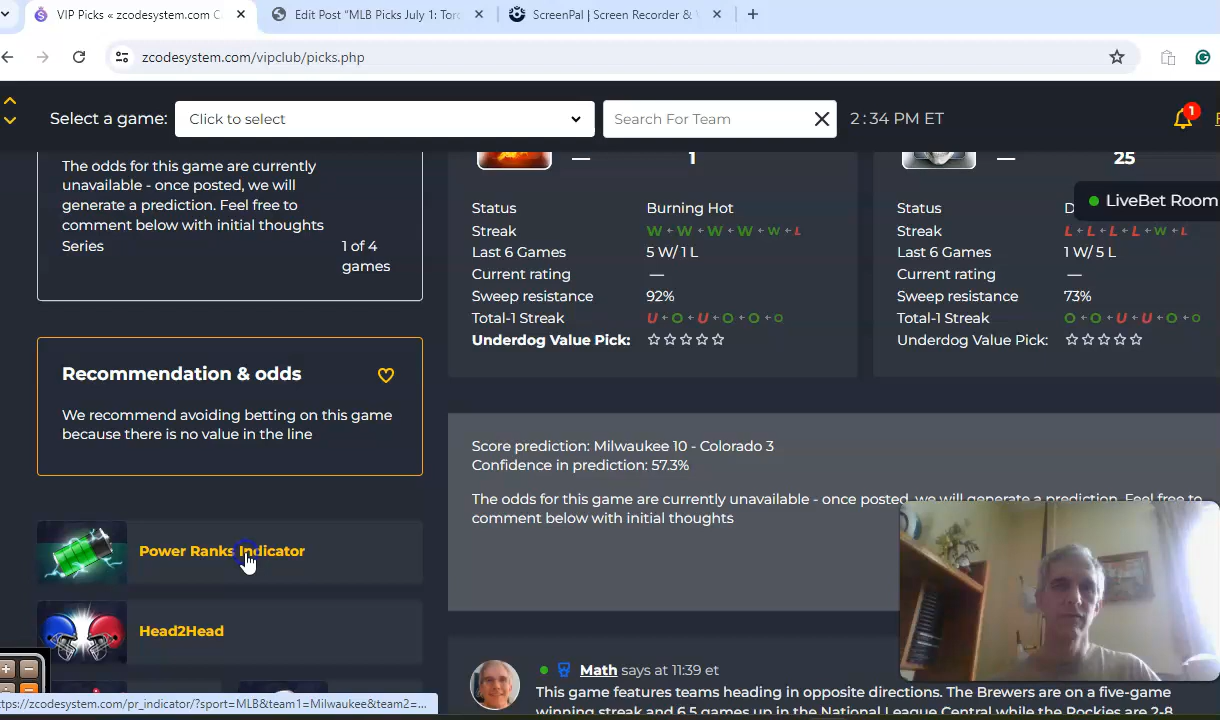 VIP Picks « zcodesystem.com C
Edit Post “MLB Picks July 1: Tor
ScreenPal | Screen Recorder &
zcodesystem.com/vipclub/picks.php
Select a game:
Click to select
Search For Team
2:34 PM ET
1
The odds for this game are currently
unavailable - once posted, we will
generate a prediction. Feel free to
comment below with initial thoughts
Series
1 of 4
games
1
Status
Burning Hot
Streak
W W W W W L
Last 6 Games
5 W/ 1 L
Current rating
—
Sweep resistance
92%
Total-1 Streak
U O U O O O
Underdog Value Pick:
25
LiveBet Room
Status
Streak
L L L L W L
Last 6 Games
1 W/ 5 L
Current rating
—
Sweep resistance
73%
Total-1 Streak
O O U U O O
Underdog Value Pick:
Recommendation & odds
We recommend avoiding betting on this game
because there is no value in the line
Score prediction: Milwaukee 10 - Colorado 3
Confidence in prediction: 57.3%
The odds for this game are currently unavailable - once posted, we will generate a prediction. Feel free to
comment below with initial thoughts
Power Ranks Indicator
Head2Head
Math says at 11:39 et
This game features teams heading in opposite directions. The Brewers are on a five-game
winning streak and 6.5 games up in the National League Central while the Rockies are 2-8
ttps://zcodesystem.com/pr_indicator/?sport=MLB&team1=Milwaukee&team2=...